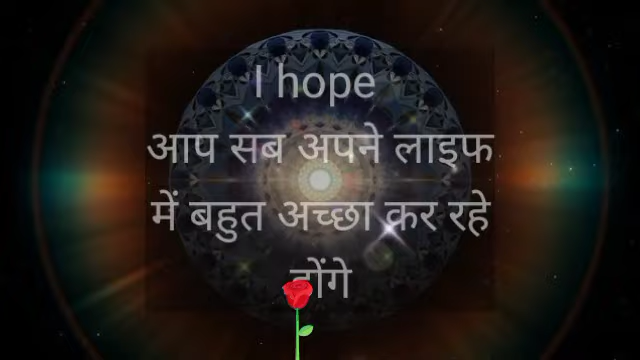 I hope
आप सब अपने लाइफ
में बहुत अच्छा कर रहे
होंगे